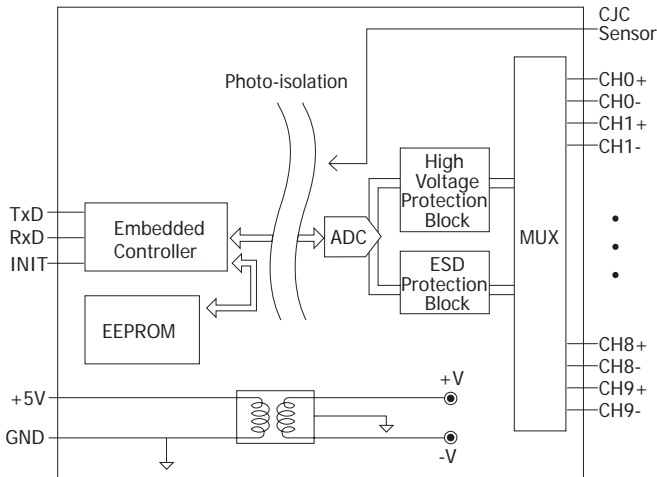 CJC
Sensor
Photo-isolation
CH0+
CH0-
CH1+
CH1-
High
Voltage
Protection
Block
TxD
RxD
INIT
Embedded
Controller
ADC
MUX
ESD
Protection
Block
EEPROM
CH8+
CH8-
CH9+
CH9-
+5V
GND
+V
-V